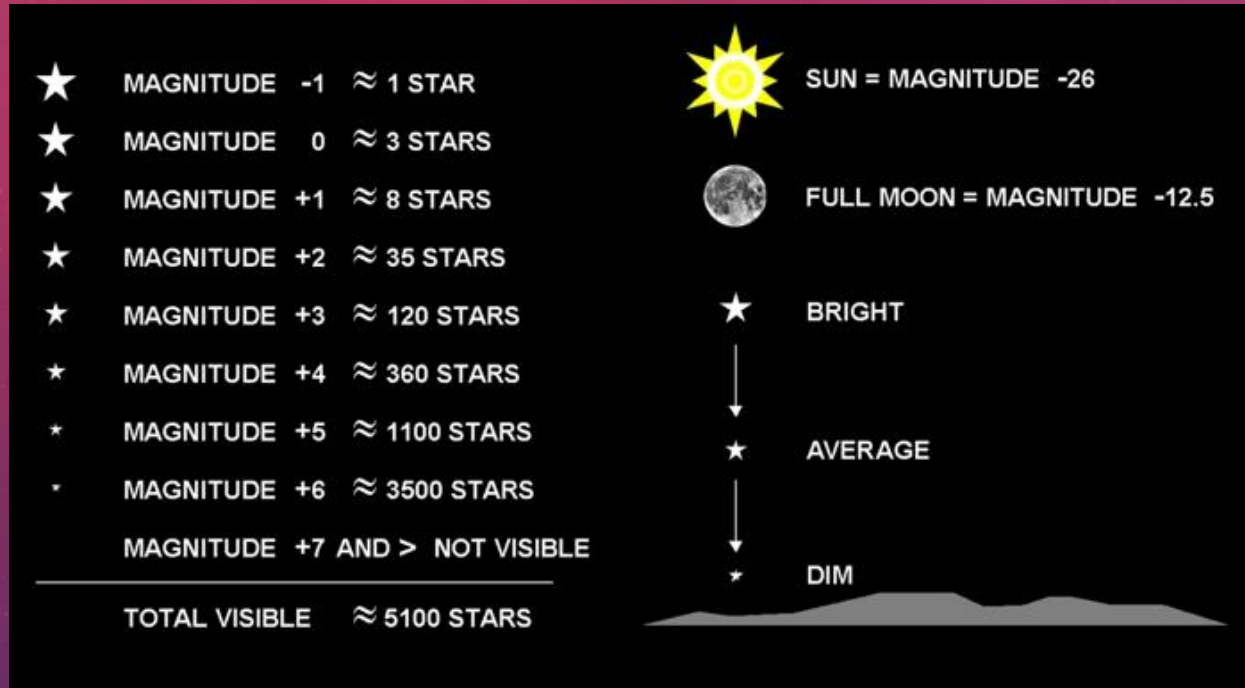 MAGNITUDE -1 ≈ 1 STAR
MAGNITUDE 0 ≈ 3 STARS
MAGNITUDE +1 ≈ 8 STARS
MAGNITUDE +2 ≈ 35 STARS
MAGNITUDE +3 ≈ 120 STARS
MAGNITUDE +4 ≈ 360 STARS
MAGNITUDE +5 ≈ 1100 STARS
MAGNITUDE +6 ≈ 3500 STARS
MAGNITUDE +7 AND > NOT VISIBLE
TOTAL VISIBLE ≈ 5100 STARS
SUN = MAGNITUDE -26
FULL MOON = MAGNITUDE -12.5
BRIGHT
AVERAGE
DIM